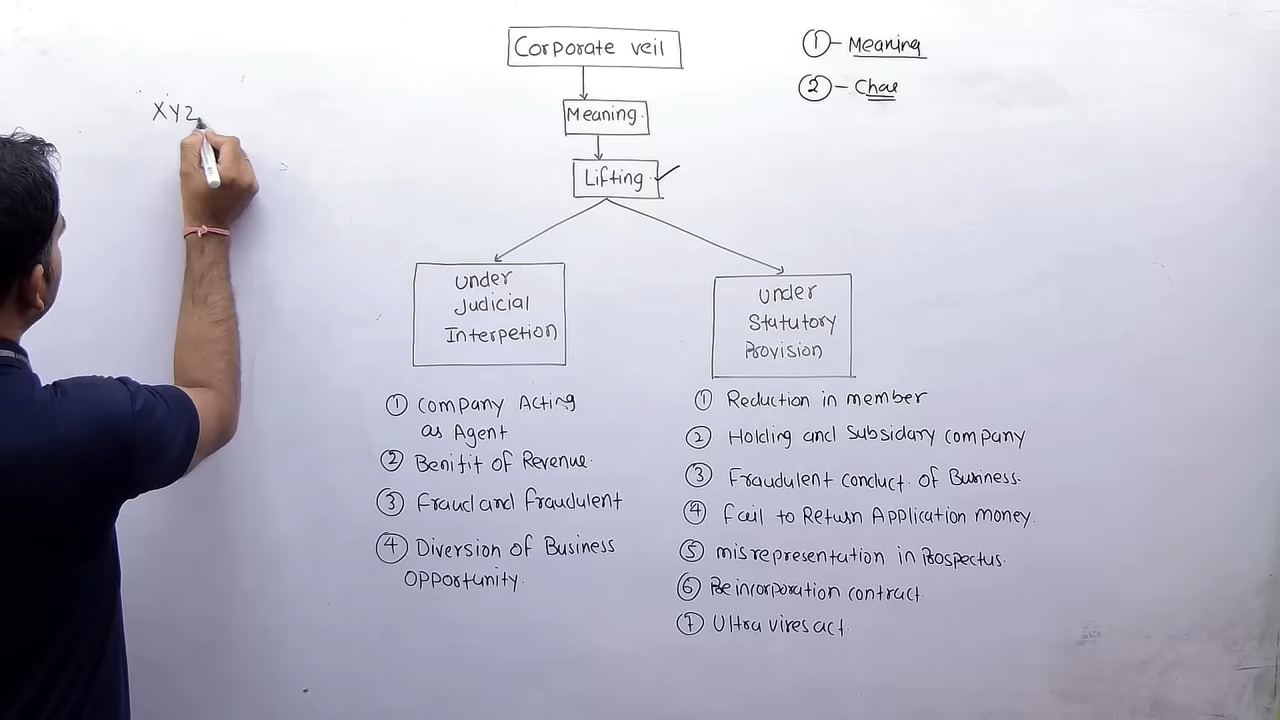 Corporate veil
① - Meaning
② - Char
Meaning.
XYZ
Lifting. ✓
under
Judicial
Interpetion
under
Statutory
Provision
① Company Acting
as Agent
② Benifit of Revenue.
③ Fraud and fraudulent
④ Diversion of Business
opportunity.
① Reduction in member
② Holding and Subsidary company
③ Fraudulent conduct. of Business.
④ fail to Return Application money.
⑤ misrepresentation in Prospectus.
⑥ Preincorporation contract.
⑦ Ultra vires act.